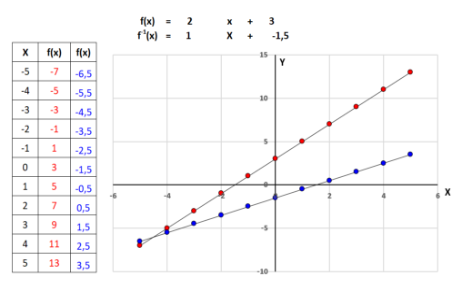 f(x) = 2 x + 3
f⁻¹(x) = 1 X + -1,5
X f(x) f(x)
-5 -7 -6,5
-4 -5 -5,5
-3 -3 -4,5
-2 -1 -3,5
-1 1 -2,5
0 3 -1,5
1 5 -0,5
2 7 0,5
3 9 1,5
4 11 2,5
5 13 3,5
15 Y
10
5
-6 -4 -2 0 0 2 4 6 X
-5
-10